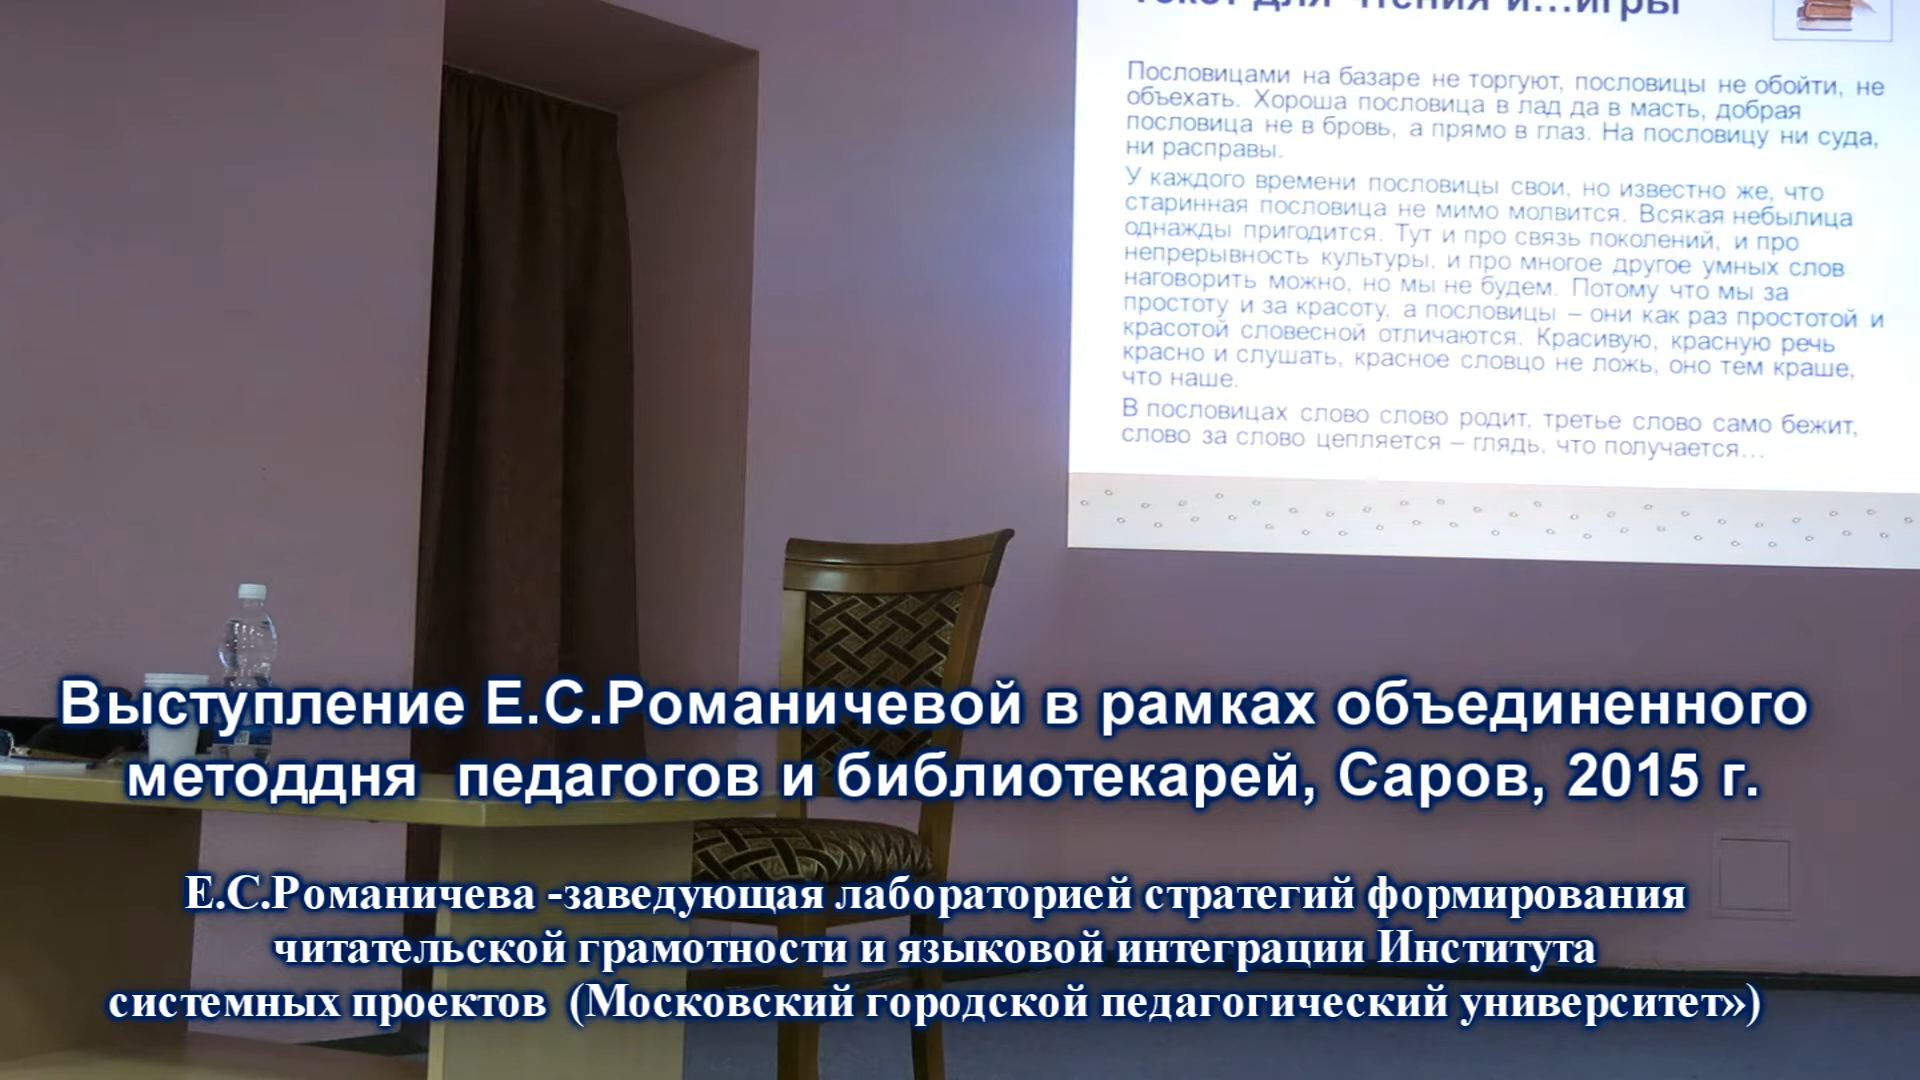 Текст для чтения и…игры
Пословицами на базаре не торгуют, пословицы не обойти, не
объехать. Хороша пословица в лад да в масть, добрая
пословица не в бровь, а прямо в глаз. На пословицу ни суда,
ни расправы.
У каждого времени пословицы свои, но известно же, что
старинная пословица не мимо молвится. Всякая небылица
однажды пригодится. Тут и про связь поколений, и про
непрерывность культуры, и про многое другое умных слов
наговорить можно, но мы не будем. Потому что мы за
простоту и за красоту, а пословицы – они как раз простотой и
красотой словесной отличаются. Красивую, красную речь
красно и слушать, красное словцо не ложь, оно тем краше,
что наше.
В пословицах слово слово родит, третье слово само бежит,
слово за слово цепляется – глядь, что получается…
Выступление Е.С.Романичевой в рамках объединенного
методдня педагогов и библиотекарей, Саров, 2015 г.
Е.С.Романичева -заведующая лабораторией стратегий формирования
читательской грамотности и языковой интеграции Института
системных проектов (Московский городской педагогический университет»)